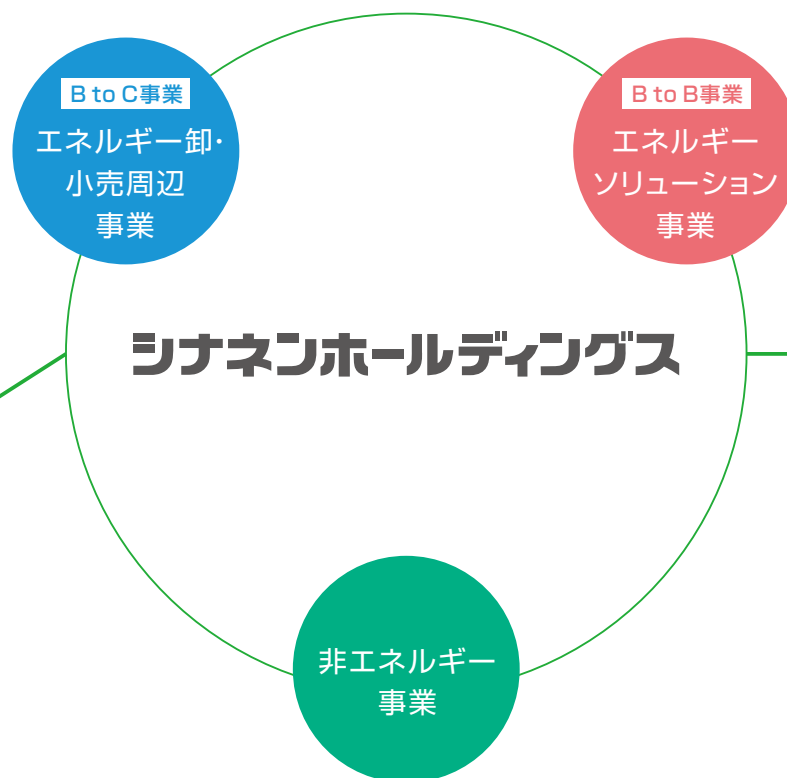 B to C事業
エネルギー卸・
小売周辺
事業
B to B事業
エネルギー
ソリューション
事業
シナネンホールディングス
非エネルギー
事業